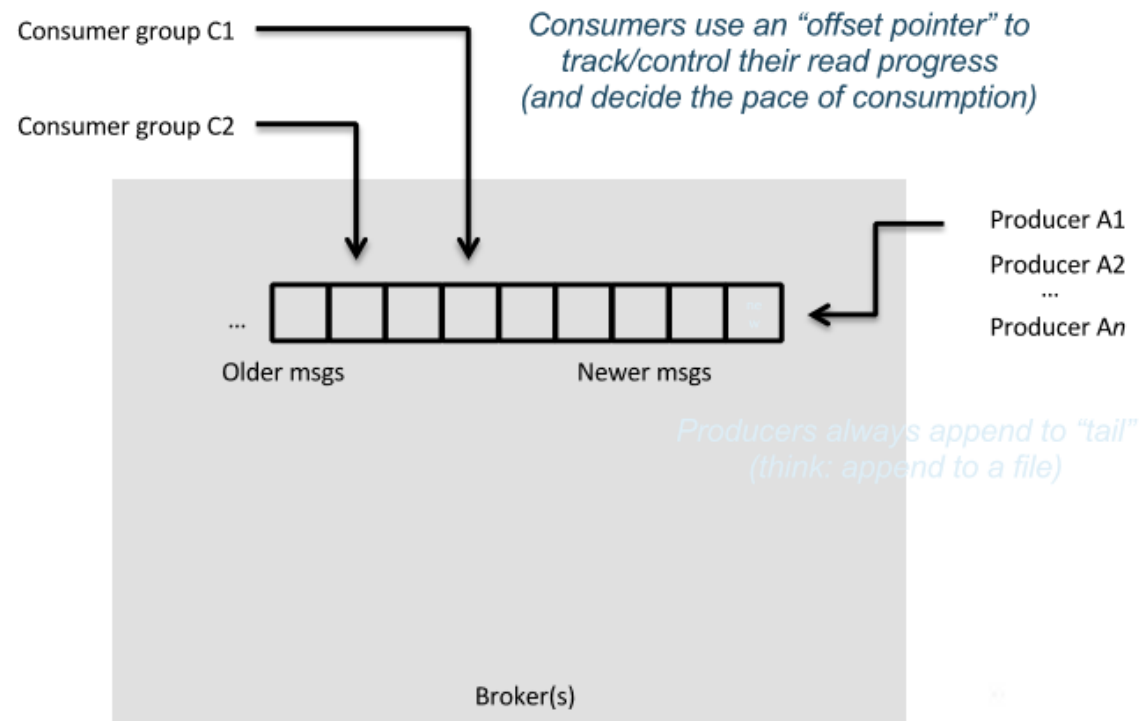 Consumer group C1
Consumers use an “offset pointer” to
track/control their read progress
(and decide the pace of consumption)
Consumer group C2
Producer A1
Producer A2
...
Producer An
...
Older msgs
Newer msgs
Producers always append to “tail”
(think: append to a file)
Broker(s)